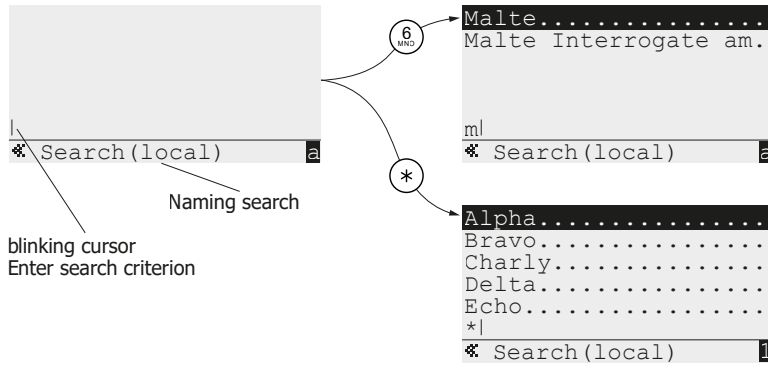 |
Search(local) a
Naming search
blinking cursor
Enter search criterion
6
MNO
*
Malte................
Malte Interrogate am.
m|
Search(local) a
Alpha................
Bravo................
Charly...............
Delta................
Echo.................
*|
Search(local) 1